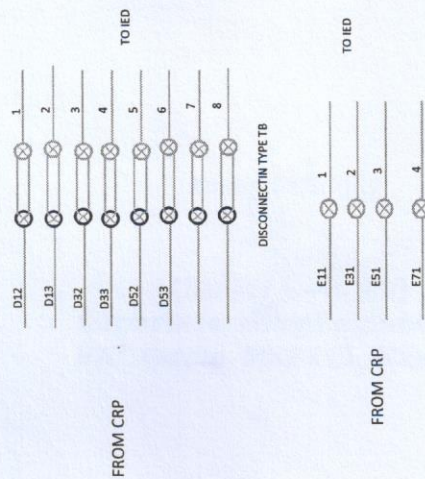 FROM CRP
D12 1
D13 2
D32 3
D33 4
D52 5
D53 6
7
8
TO IED
DISCONNECTIN TYPE TB
FROM CRP
E11 1
E31 2
E51 3
E71 4
TO IED